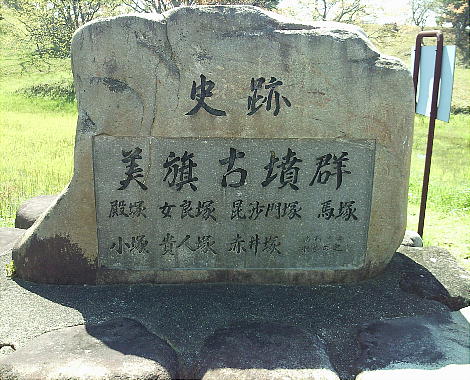 史跡
美旗古墳群
殿塚 女良塚 毘沙門塚 馬塚
小塚 貴人塚 赤井塚